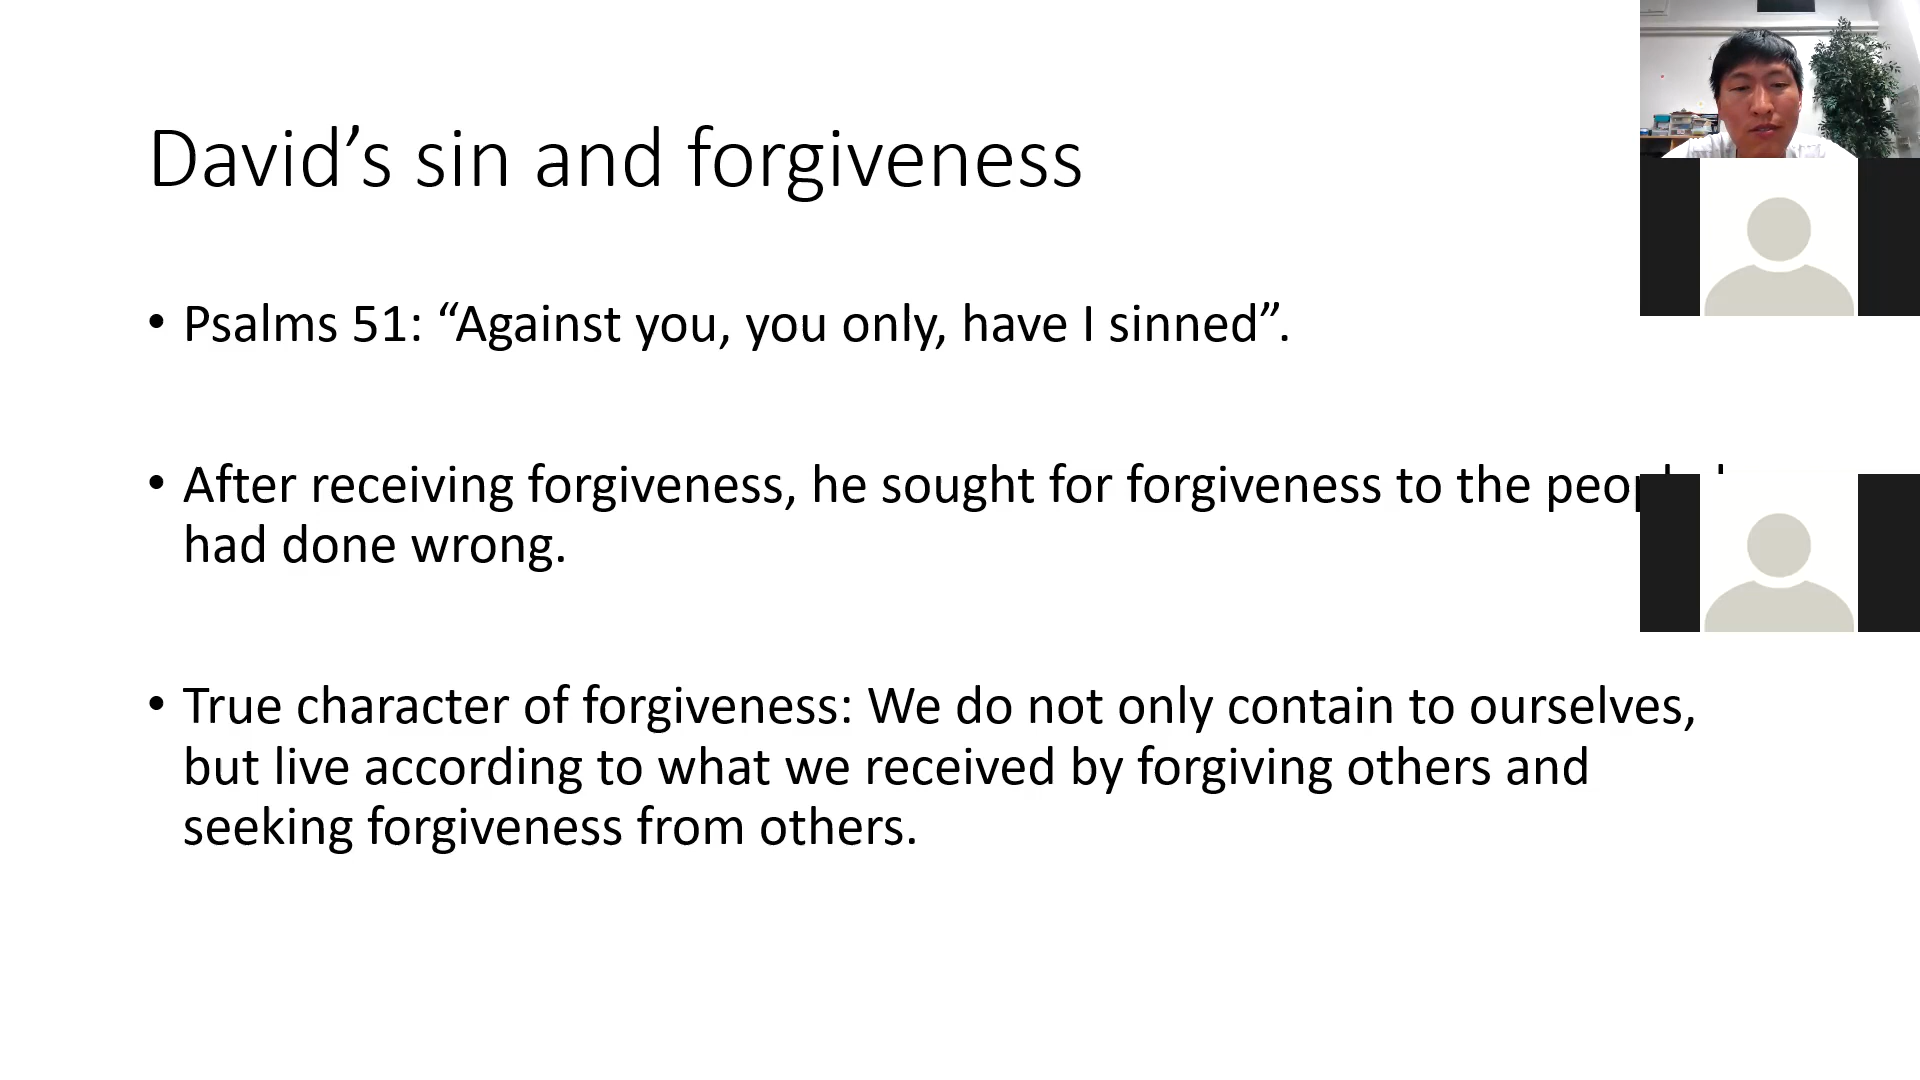 David’s sin and forgiveness
• Psalms 51: “Against you, you only, have I sinned”.
• After receiving forgiveness, he sought for forgiveness to the
had done wrong.
• True character of forgiveness: We do not only contain to ourselves,
but live according to what we received by forgiving others and
seeking forgiveness from others.